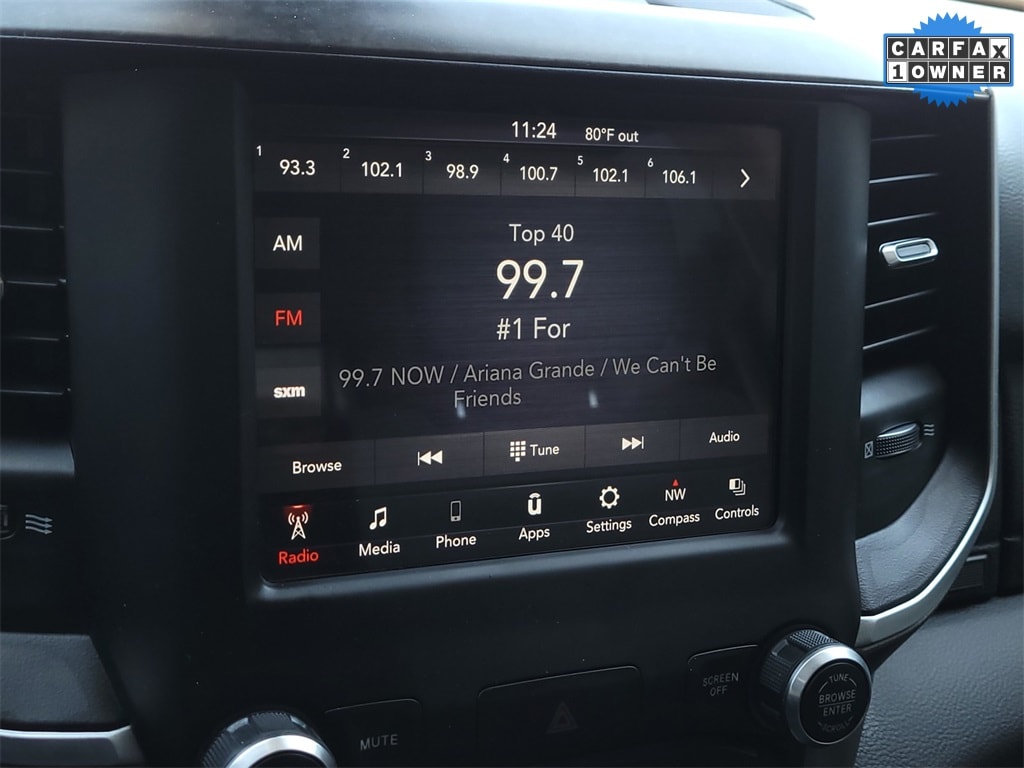 CARFAX
1 OWNER
11:24 80°F out
1 93.3 2 102.1 3 98.9 4 100.7 5 102.1 6 106.1
AM
Top 40
99.7
FM
#1 For
sxm
99.7 NOW / Ariana Grande / We Can't Be
Friends
Browse Tune Audio
Radio Media Phone Apps Settings NW Compass Controls
MUTE
SCREEN
OFF
TUNE
BROWSE
ENTER
SCROLL